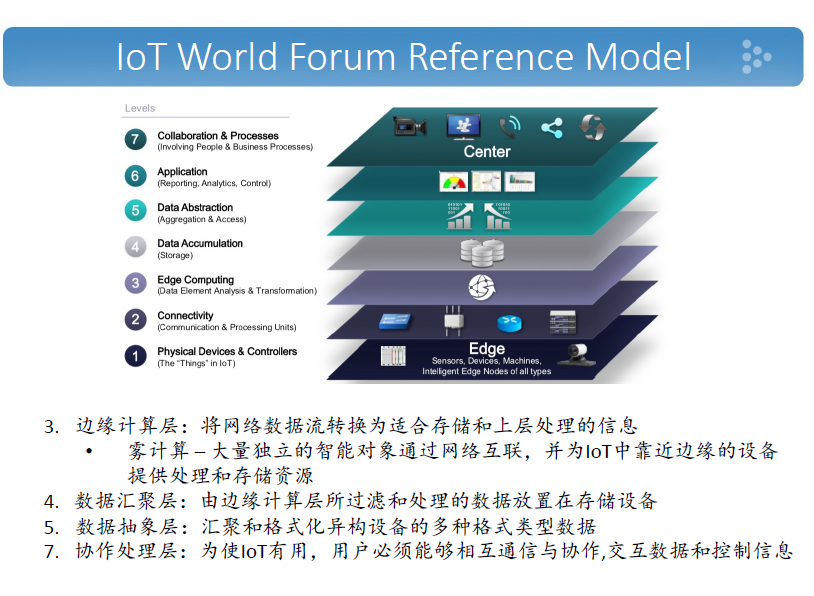 IoT World Forum Reference Model
Levels
7
Collaboration & Processes
(Involving People & Business Processes)
6
Application
(Reporting, Analytics, Control)
5
Data Abstraction
(Aggregation & Access)
4
Data Accumulation
(Storage)
3
Edge Computing
(Data Element Analysis & Transformation)
2
Connectivity
(Communication & Processing Units)
1
Physical Devices & Controllers
(The "Things" in IoT)
Center
Edge
Sensors, Devices, Machines,
Intelligent Edge Nodes of all types
3. 边缘计算层：将网络数据流转换为适合存储和上层处理的信息
• 雾计算 – 大量独立的智能对象通过网络互联，并为IoT中靠近边缘的设备
提供处理和存储资源
4. 数据汇聚层：由边缘计算层所过滤和处理的数据放置在存储设备
5. 数据抽象层：汇聚和格式化异构设备的多种格式类型数据
7. 协作处理层：为使IoT有用，用户必须能够相互通信与协作,交互数据和控制信息